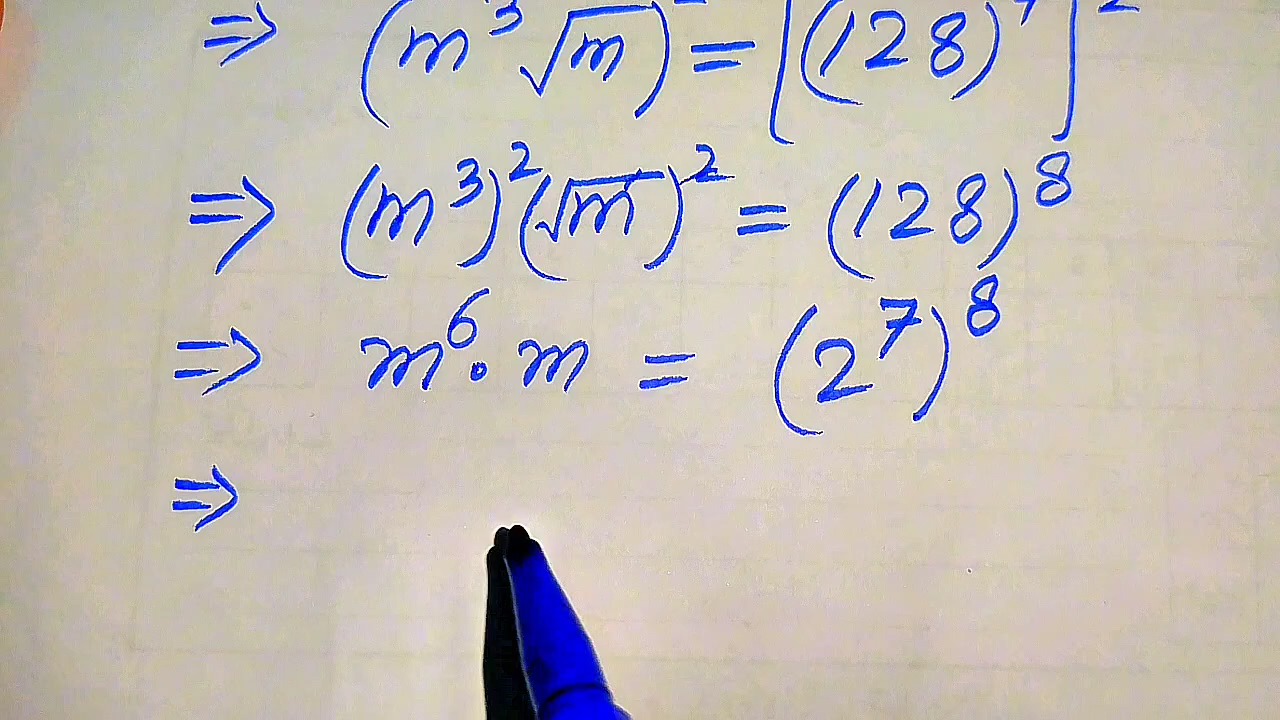 ⇒ (m³√m)² = [(128)⁴]²
⇒ (m³)²(√m)² = (128)⁸
⇒ m⁶·m = (2⁷)⁸
⇒